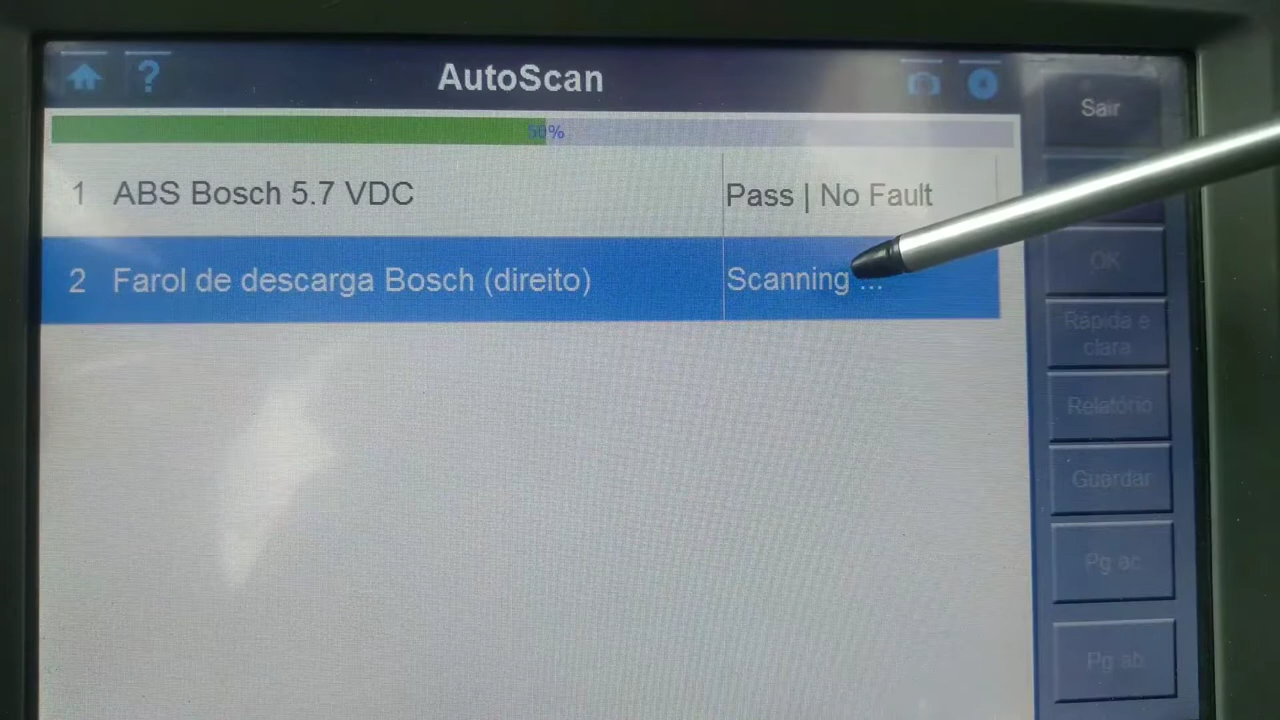 ?
AutoScan
50%
Sair
1 ABS Bosch 5.7 VDC Pass | No Fault
2 Farol de descarga Bosch (direito) Scanning ...
OK
Rápida e
clara
Relatório
Guardar
Pg ac
Pg ab